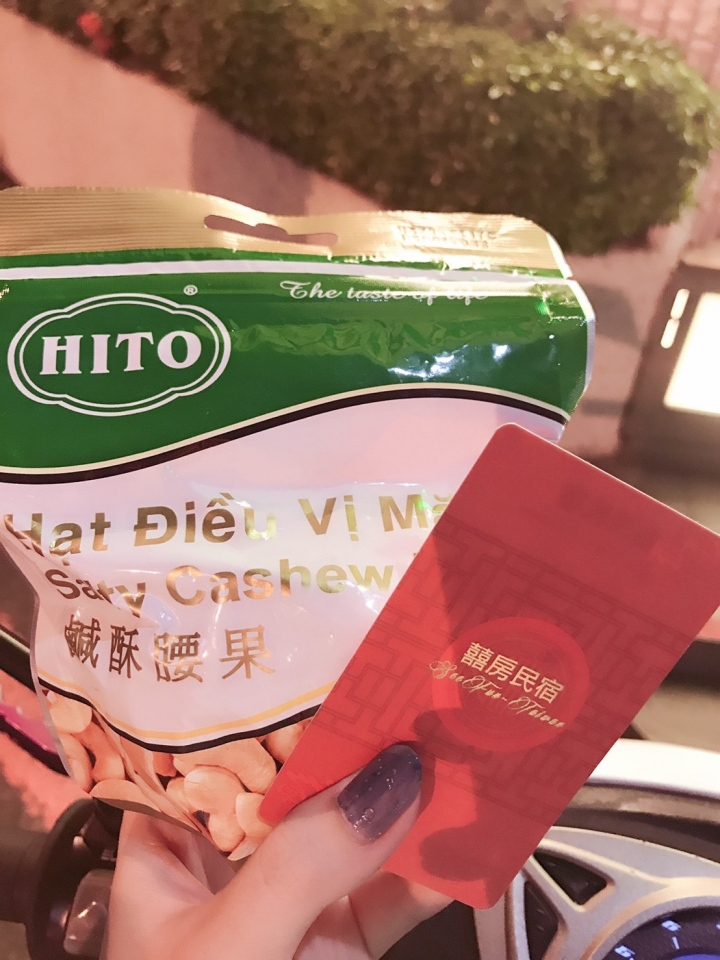 HITO®
The taste of life
Hạt Điều Vị Mặ
Salty Cashew
鹹酥腰果
囍房民宿